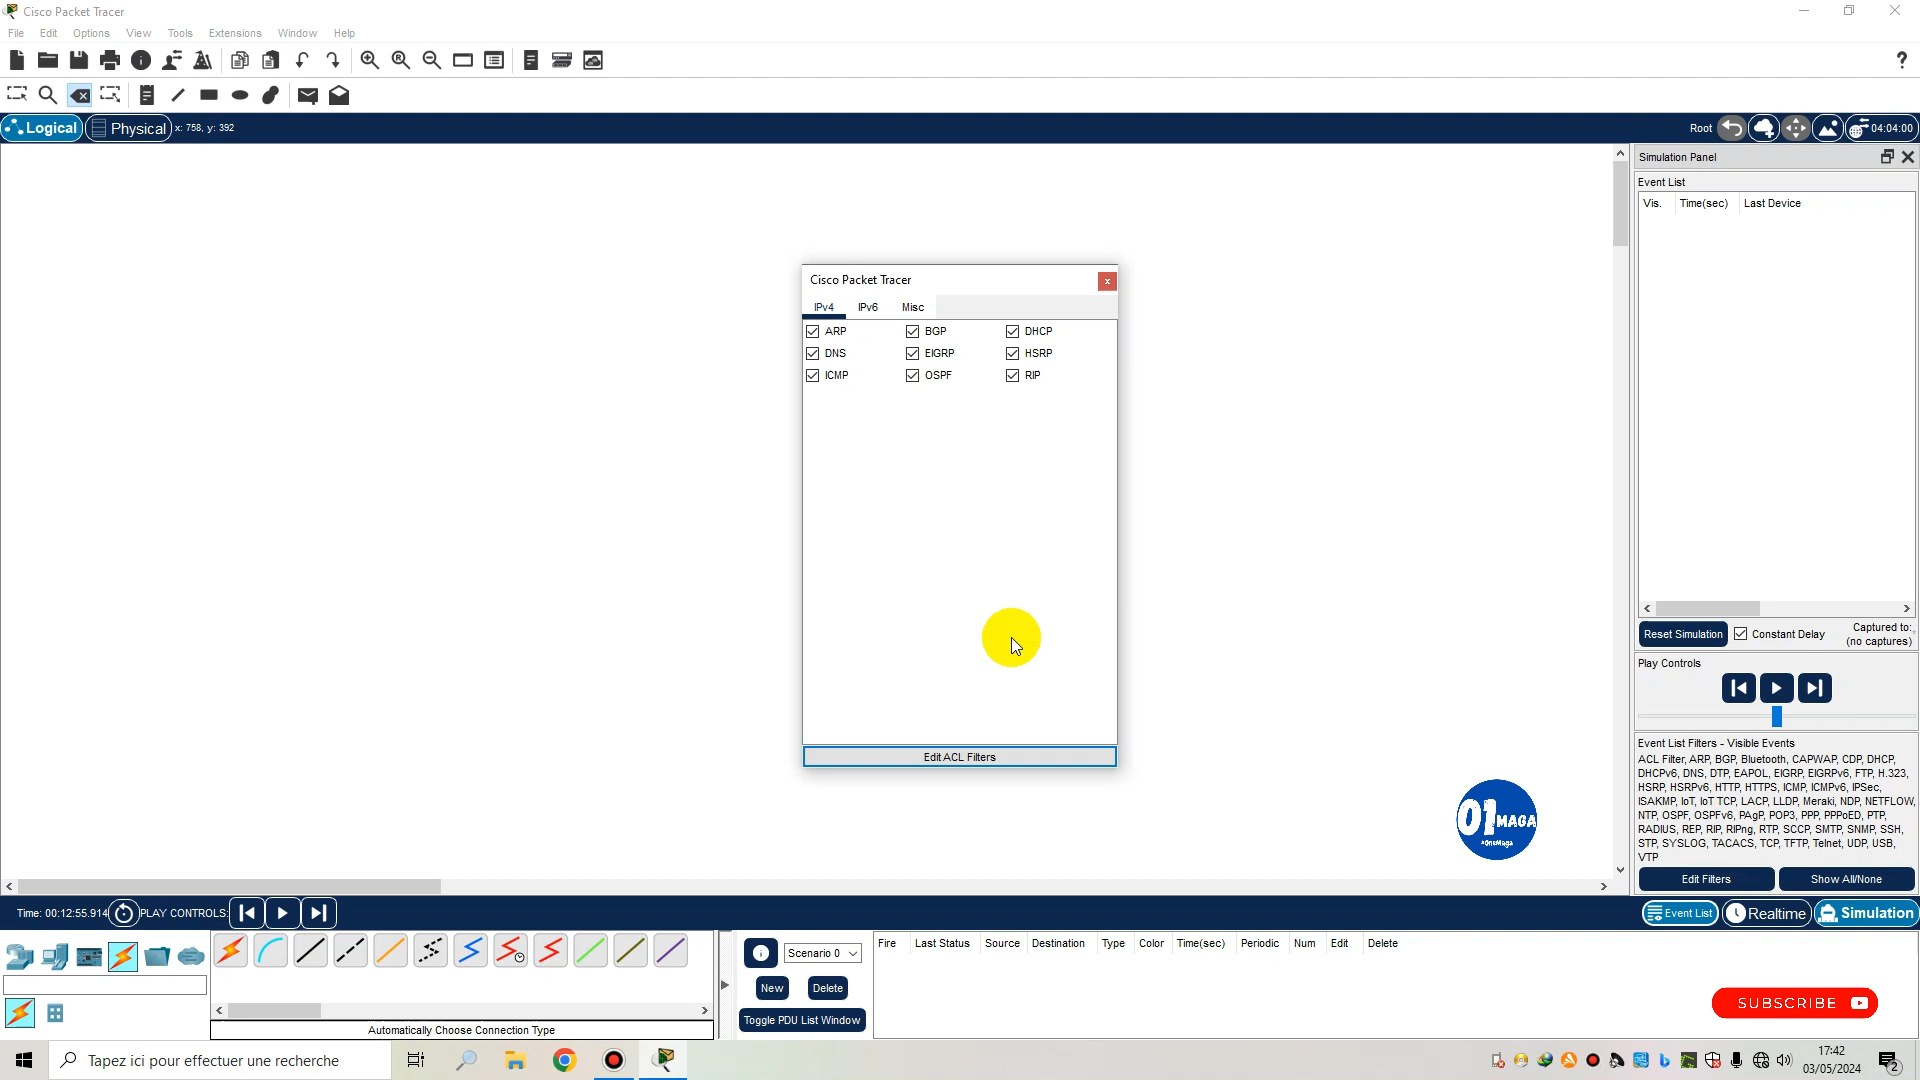 Cisco Packet Tracer
File Edit Options View Tools Extensions Window Help
?
Logical Physical x: 758, y: 392
Root 04:04:00
Simulation Panel
Event List
Vis. Time(sec) Last Device
Cisco Packet Tracer
x
IPv4 IPv6 Misc
ARP BGP DHCP
DNS EIGRP HSRP
ICMP OSPF RIP
Edit ACL Filters
Reset Simulation Constant Delay Captured to:
(no captures)
Play Controls
Event List Filters - Visible Events
ACL Filter, ARP, BGP, Bluetooth, CAPWAP, CDP, DHCP,
DHCPv6, DNS, DTP, EAPOL, EIGRP, EIGRPv6, FTP, H.323,
HSRP, HSRPv6, HTTP, HTTPS, ICMP, ICMPv6, IPSec,
ISAKMP, IoT, IoT TCP, LACP, LLDP, Meraki, NDP, NETFLOW,
NTP, OSPF, OSPFv6, PAgP, POP3, PPP, PPPoED, PTP,
RADIUS, REP, RIP, RIPng, RTP, SCCP, SMTP, SNMP, SSH,
STP, SYSLOG, TACACS, TCP, TFTP, Telnet, UDP, USB,
VTP
Edit Filters Show All/None
01MAGA
#OnaMaga
Time: 00:12:55.914 PLAY CONTROLS:
Event List Realtime Simulation
Scenario 0
New Delete
Toggle PDU List Window
Fire Last Status Source Destination Type Color Time(sec) Periodic Num Edit Delete
Automatically Choose Connection Type
SUBSCRIBE
Tapez ici pour effectuer une recherche
17:42
03/05/2024
2